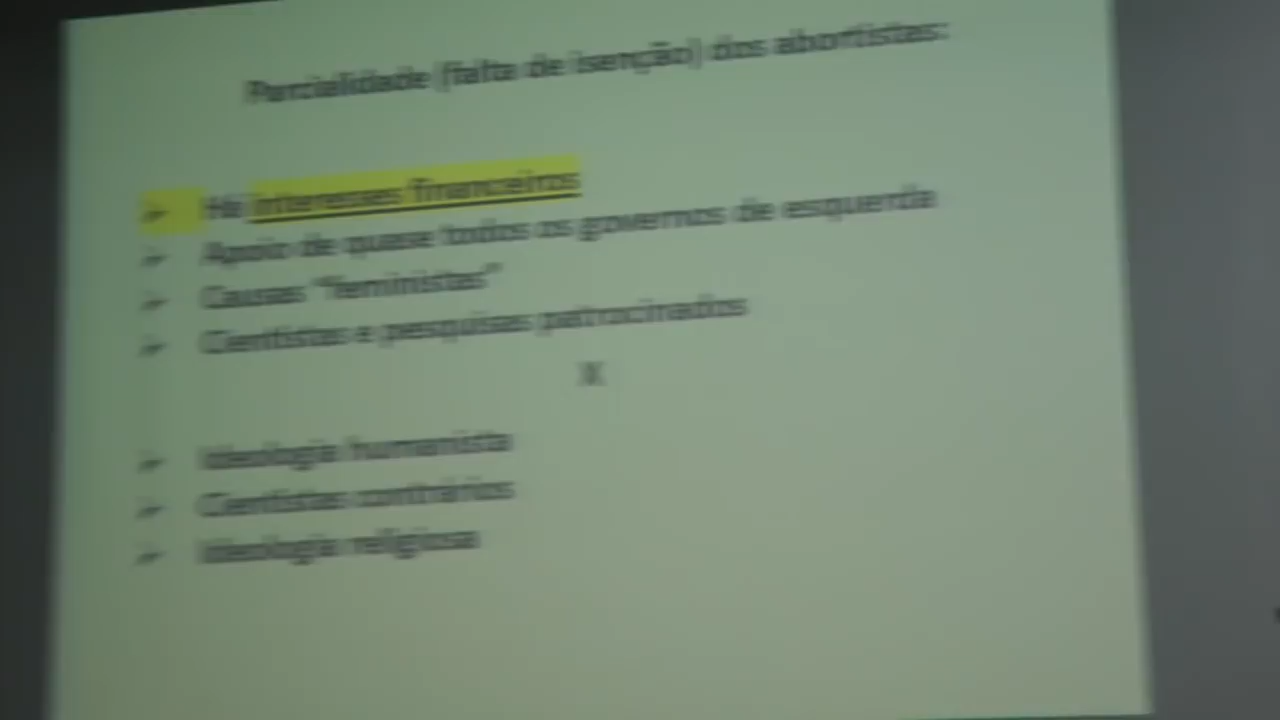 Parcialidade (falta de isenção) dos abortistas:
Há interesses financeiros
Apoio de quase todos os governos de esquerda
Causas "feministas"
Cientistas e pesquisas patrocinados
X
Ideologia humanista
Cientistas contrários
Ideologia religiosa